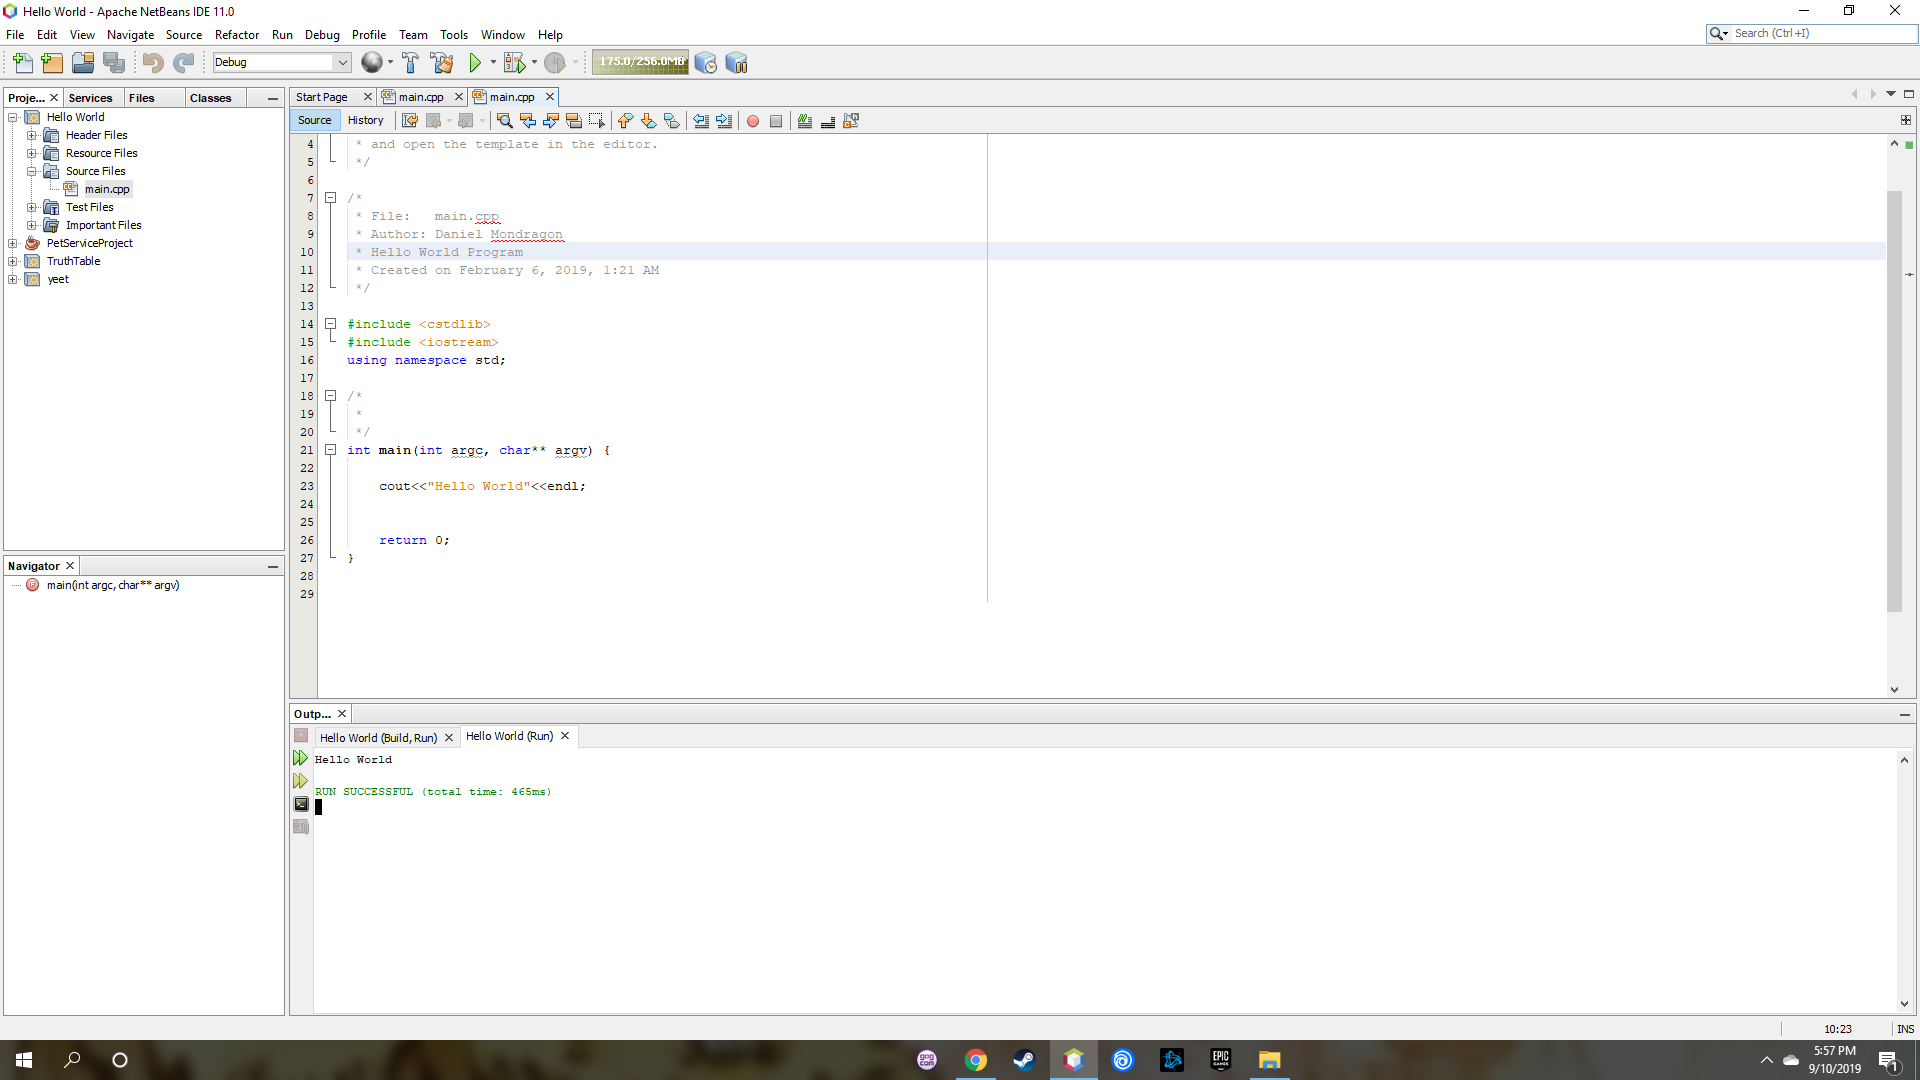 Hello World - Apache NetBeans IDE 11.0
File Edit View Navigate Source Refactor Run Debug Profile Team Tools Window Help
Search (Ctrl+I)
Debug
175.0/256.0MB
Proje... Services Files Classes
Hello World
Header Files
Resource Files
Source Files
main.cpp
Test Files
Important Files
PetServiceProject
TruthTable
yeet
Navigator
main(int argc, char** argv)
Start Page main.cpp main.cpp
Source History
4 * and open the template in the editor.
5 */
6
7 /*
8 * File:   main.cpp
9 * Author: Daniel Mondragon
10 * Hello World Program
11 * Created on February 6, 2019, 1:21 AM
12 */
13
14 #include <cstdlib>
15 #include <iostream>
16 using namespace std;
17
18 /*
19 *
20 */
21 int main(int argc, char** argv) {
22
23 cout<<"Hello World"<<endl;
24
25
26 return 0;
27 }
28
29
Outp...
Hello World (Build, Run) Hello World (Run)
Hello World
RUN SUCCESSFUL (total time: 465ms)
10:23 INS
gog com
EPIC GAMES
5:57 PM
9/10/2019
1